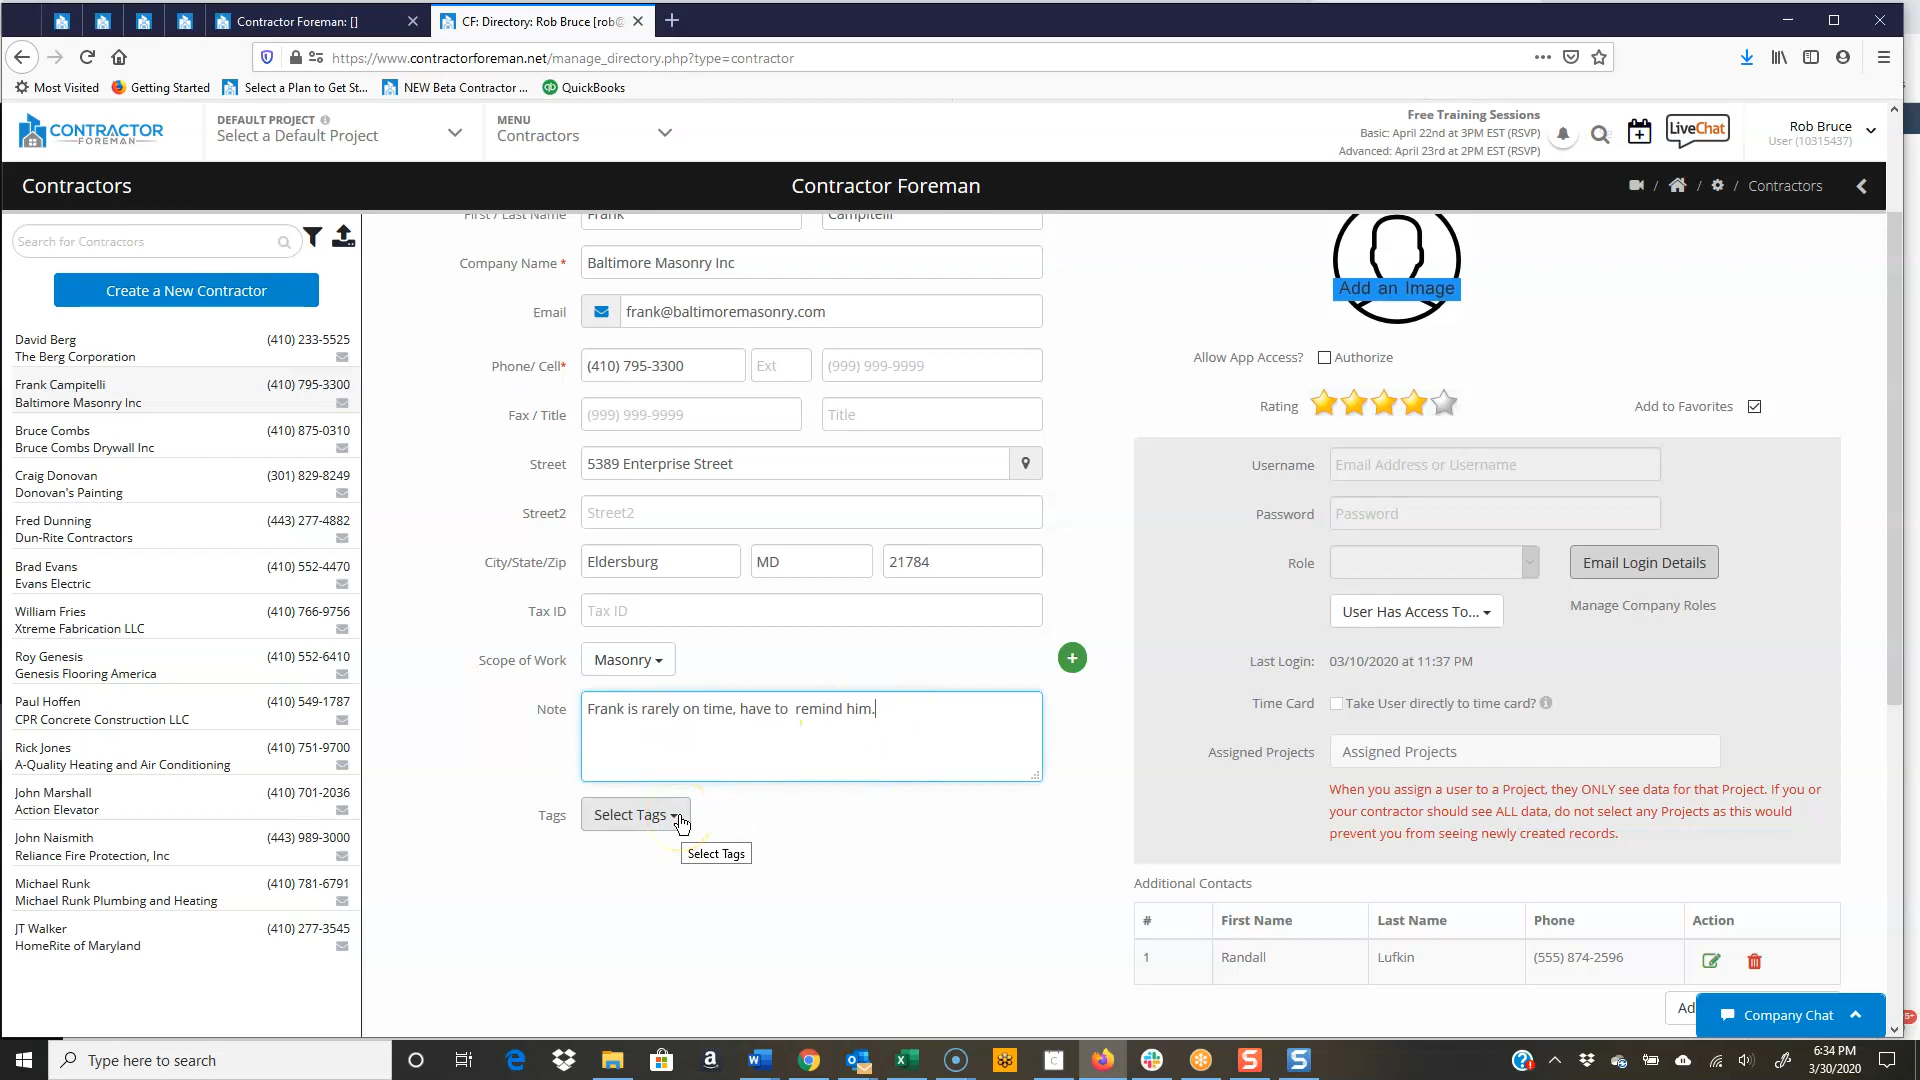 Contractor Foreman: []
CF: Directory: Rob Bruce [rob@
https://www.contractorforeman.net/manage_directory.php?type=contractor
Most Visited
Getting Started
Select a Plan to Get St...
NEW Beta Contractor ...
QuickBooks
CONTRACTOR
FOREMAN
DEFAULT PROJECT
Select a Default Project
MENU
Contractors
Free Training Sessions
Basic: April 22nd at 3PM EST (RSVP)
Advanced: April 23rd at 2PM EST (RSVP)
LiveChat
Rob Bruce
User (10315437)
Contractors
Contractor Foreman
/ / / Contractors
Search for Contractors
Create a New Contractor
David Berg (410) 233-5525
The Berg Corporation
Frank Campitelli (410) 795-3300
Baltimore Masonry Inc
Bruce Combs (410) 875-0310
Bruce Combs Drywall Inc
Craig Donovan (301) 829-8249
Donovan's Painting
Fred Dunning (443) 277-4882
Dun-Rite Contractors
Brad Evans (410) 552-4470
Evans Electric
William Fries (410) 766-9756
Xtreme Fabrication LLC
Roy Genesis (410) 552-6410
Genesis Flooring America
Paul Hoffen (410) 549-1787
CPR Concrete Construction LLC
Rick Jones (410) 751-9700
A-Quality Heating and Air Conditioning
John Marshall (410) 701-2036
Action Elevator
John Naismith (443) 989-3000
Reliance Fire Protection, Inc
Michael Runk (410) 781-6791
Michael Runk Plumbing and Heating
JT Walker (410) 277-3545
HomeRite of Maryland
First / Last Name Frank Campitelli
Company Name * Baltimore Masonry Inc
Email frank@baltimoremasonry.com
Phone/ Cell* (410) 795-3300 Ext (999) 999-9999
Fax / Title (999) 999-9999 Title
Street 5389 Enterprise Street
Street2 Street2
City/State/Zip Eldersburg MD 21784
Tax ID Tax ID
Scope of Work Masonry
Note Frank is rarely on time, have to  remind him.
Tags Select Tags
Select Tags
Add an Image
Allow App Access? Authorize
Rating Add to Favorites
Username Email Address or Username
Password Password
Role Email Login Details
User Has Access To... Manage Company Roles
Last Login: 03/10/2020 at 11:37 PM
Time Card Take User directly to time card?
Assigned Projects Assigned Projects
When you assign a user to a Project, they ONLY see data for that Project. If you or
your contractor should see ALL data, do not select any Projects as this would
prevent you from seeing newly created records.
Additional Contacts
# First Name Last Name Phone Action
1 Randall Lufkin (555) 874-2596
Ad
Company Chat
Type here to search
6:34 PM
3/30/2020